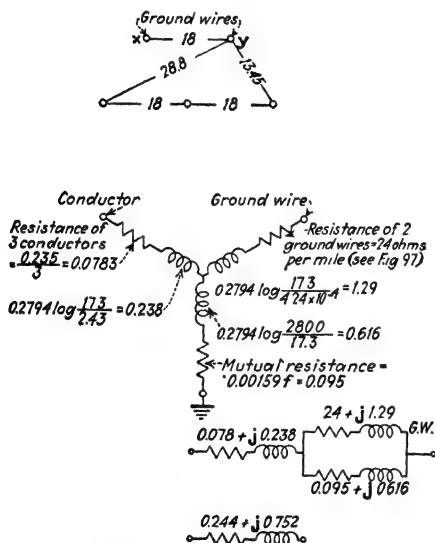 Ground wires
x 18 y
28.8
13.45
18 18
Conductor
Ground wire
Resistance of 3 conductors
= 0.235/3 = 0.0783
Resistance of 2 ground wires = 24 ohms per mile (see Fig 97)
0.2794 log 17.3/2.43 = 0.238
0.2794 log 17.3/4.24×10⁻⁴ = 1.29
0.2794 log 2800/17.3 = 0.616
Mutual resistance =
0.00159 f = 0.095
24 + j 1.29
G.W.
0.078 + j 0.238
0.095 + j 0616
0.244 + j 0.752